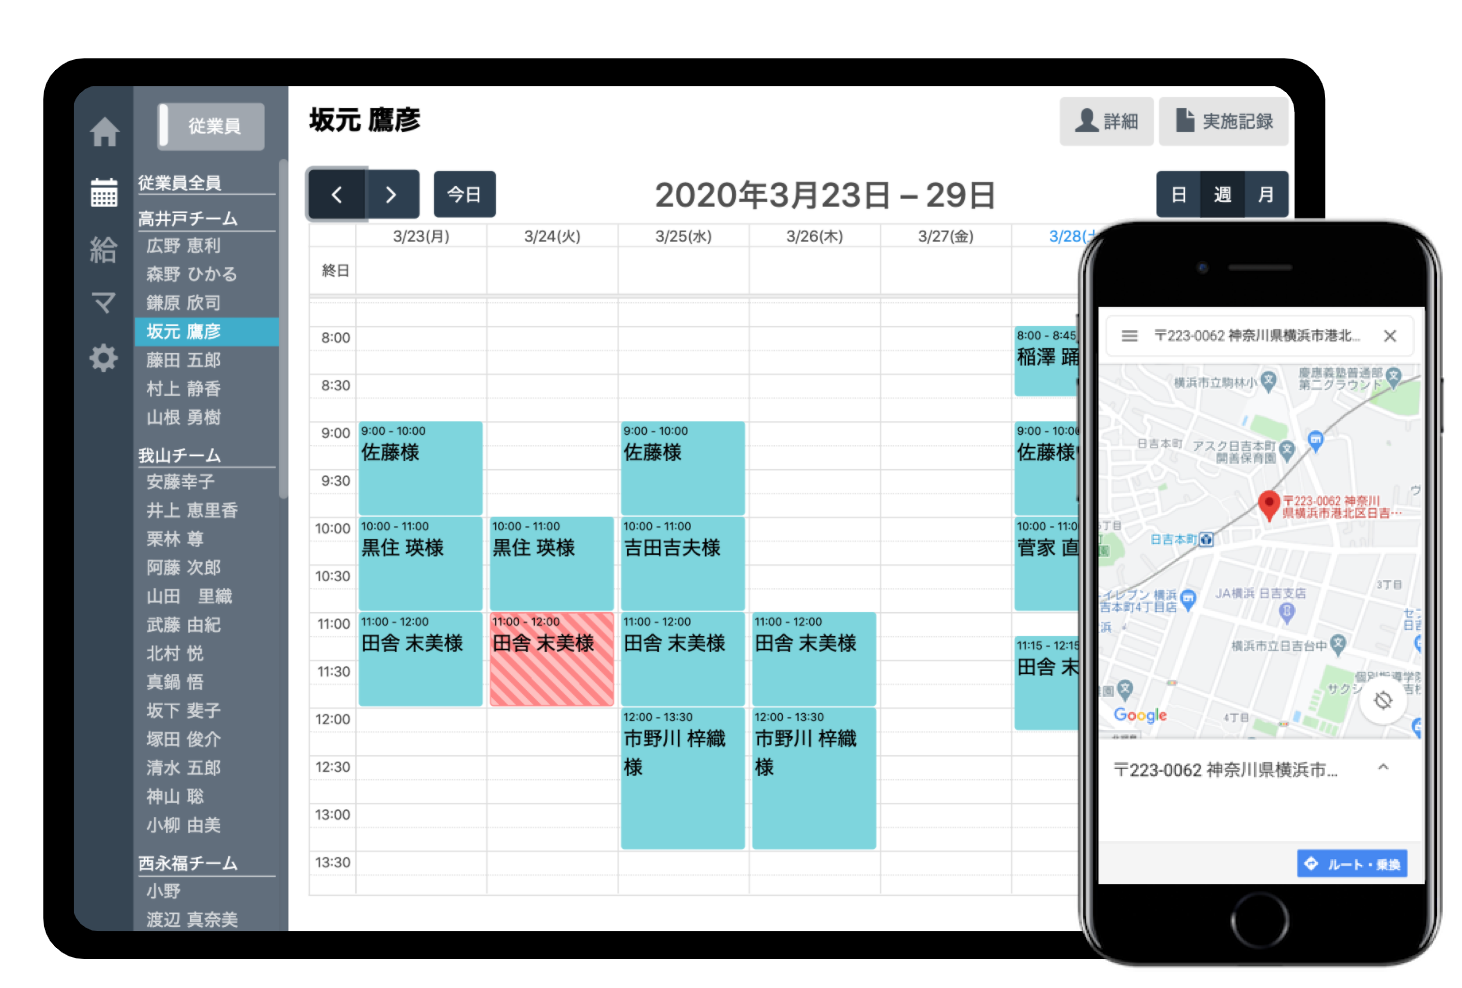 従業員
従業員全員
高井戸チーム
広野 恵利
森野 ひかる
鎌原 欣司
坂元 鷹彦
藤田 五郎
村上 静香
山根 勇樹
我山チーム
安藤幸子
井上 恵里香
栗林 尊
阿藤 次郎
山田　里織
武藤 由紀
北村 悦
真鍋 悟
坂下 斐子
塚田 俊介
清水 五郎
神山 聡
小柳 由美
西永福チーム
小野
渡辺 真奈美
給
マ
坂元 鷹彦
詳細
実施記録
今日
2020年3月23日 – 29日
日 週 月
3/23(月) 3/24(火) 3/25(水) 3/26(木) 3/27(金) 3/28(
終日
8:00
8:30
9:00
9:30
10:00
10:30
11:00
11:30
12:00
12:30
13:00
13:30
9:00 - 10:00
佐藤様
10:00 - 11:00
黒住 瑛様
11:00 - 12:00
田舎 末美様
10:00 - 11:00
黒住 瑛様
11:00 - 12:00
田舎 末美様
9:00 - 10:00
佐藤様
10:00 - 11:00
吉田吉夫様
11:00 - 12:00
田舎 末美様
12:00 - 13:30
市野川 梓織
様
11:00 - 12:00
田舎 末美様
12:00 - 13:30
市野川 梓織
様
8:00 - 8:45
稲澤 踊
9:00 - 10:00
佐藤様
10:00 - 11:0
菅家 直
11:15 - 12:15
田舎 末
〒223-0062 神奈川県横浜市港北...
横浜市立駒林小
慶應義塾普通部
第二グラウンド
日吉本町
アスク日吉本町
開善保育園
〒223-0062 神奈川
県横浜市港北区日吉…
丁目
日吉本町
3丁目
イレブン 横浜
吉本町4丁目店
JA横浜 日吉支店
横浜市立日吉台中
園
サクシ
Google
4丁目
〒223-0062 神奈川県横浜市...
ルート・乗換